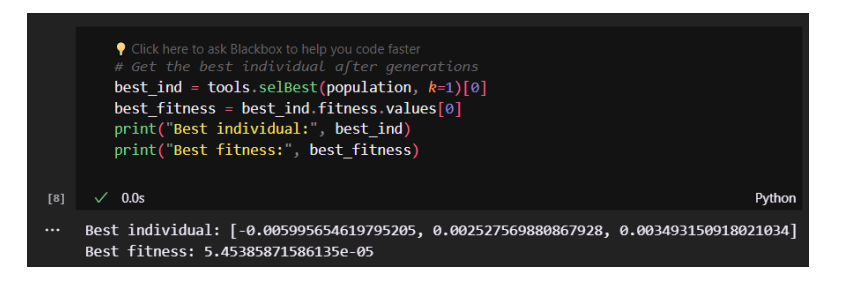 Click here to ask Blackbox to help you code faster
# Get the best individual after generations
best_ind = tools.selBest(population, k=1)[0]
best_fitness = best_ind.fitness.values[0]
print("Best individual:", best_ind)
print("Best fitness:", best_fitness)
[8] ✓ 0.0s Python
... Best individual: [-0.005995654619795205, 0.002527569880867928, 0.003493150918021034]
Best fitness: 5.45385871586135e-05